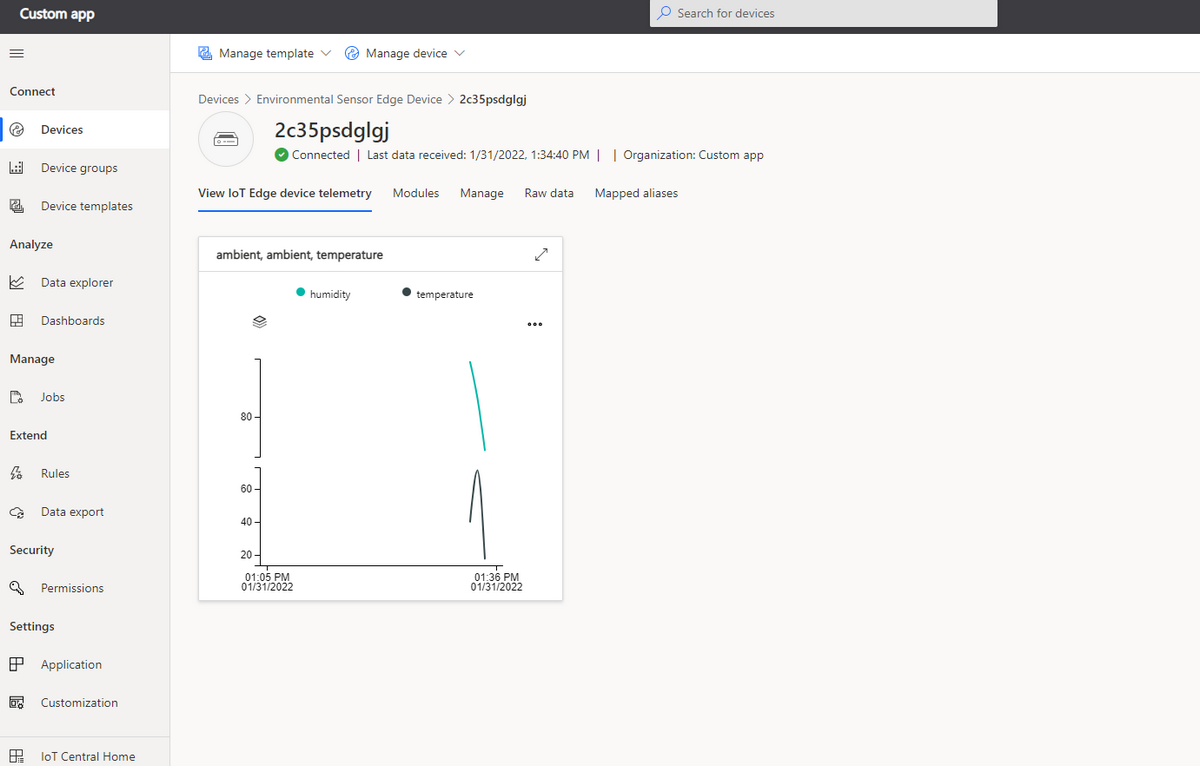 Custom app
Search for devices
Manage template
Manage device
Connect
Devices
Device groups
Device templates
Analyze
Data explorer
Dashboards
Manage
Jobs
Extend
Rules
Data export
Security
Permissions
Settings
Application
Customization
IoT Central Home
Devices > Environmental Sensor Edge Device > 2c35psdglgj
2c35psdglgj
Connected | Last data received: 1/31/2022, 1:34:40 PM | | Organization: Custom app
View IoT Edge device telemetry Modules Manage Raw data Mapped aliases
ambient, ambient, temperature
humidity temperature
80
60
40
20
01:05 PM 01:36 PM
01/31/2022 01/31/2022